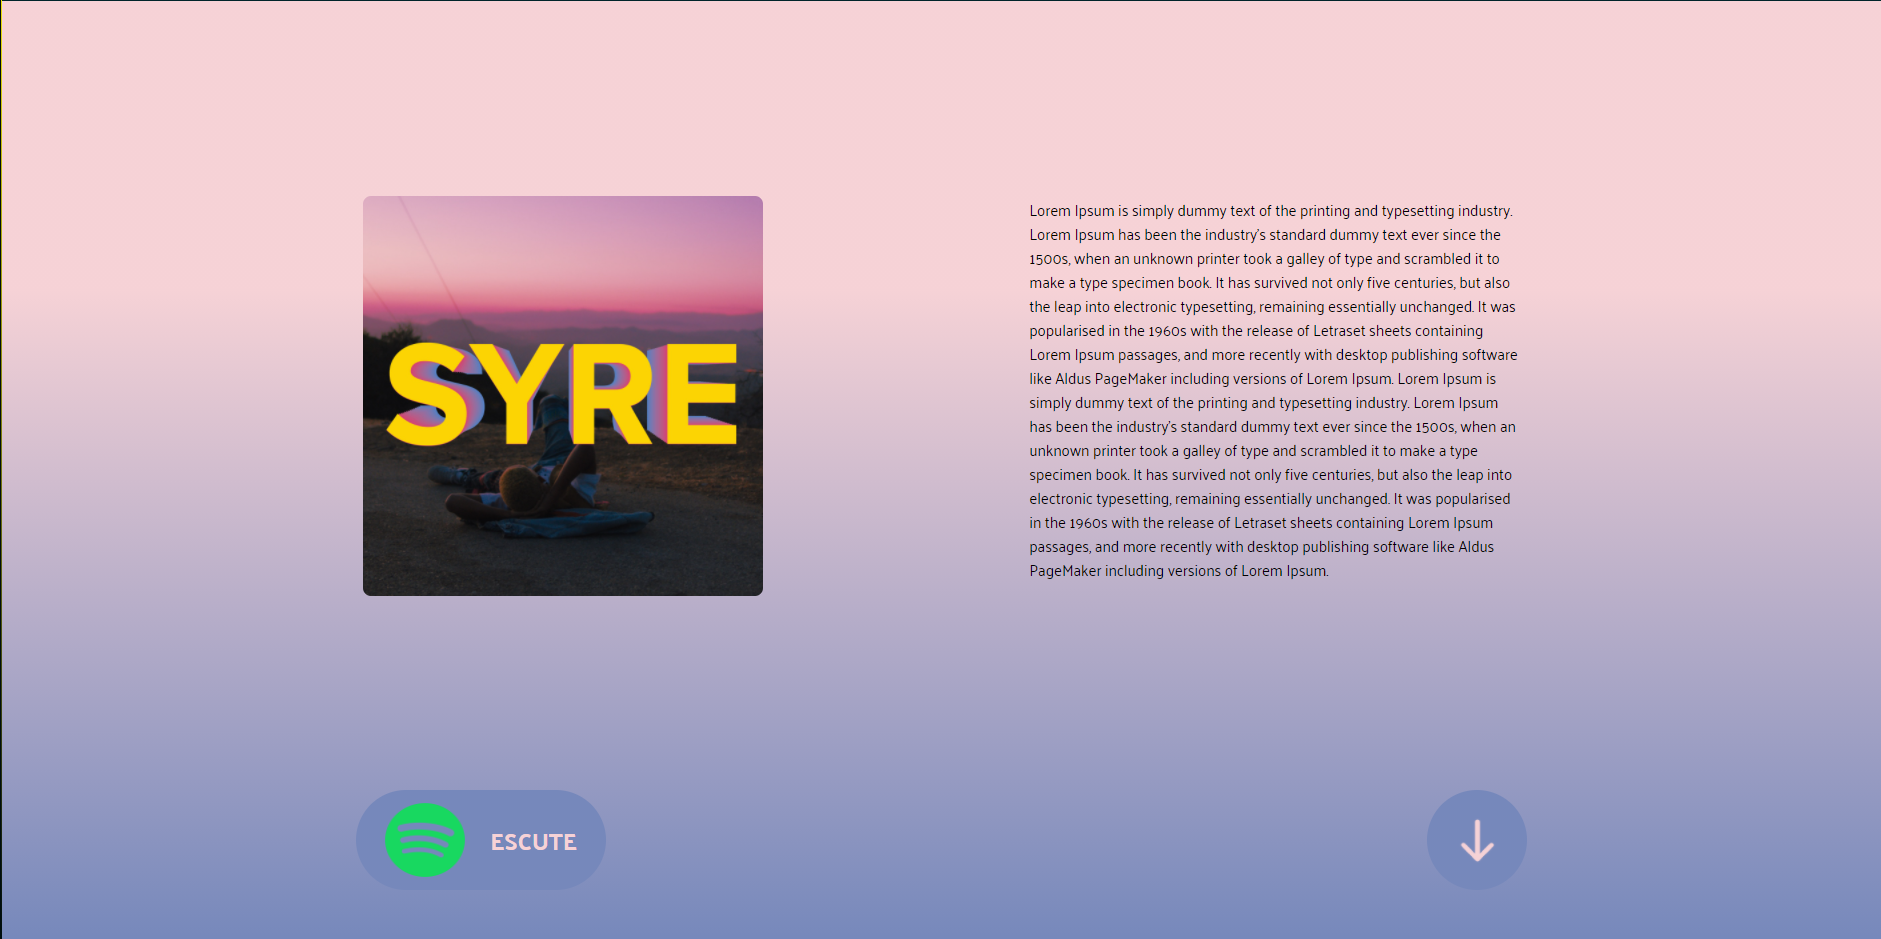 SYRE
Lorem Ipsum is simply dummy text of the printing and typesetting industry.
Lorem Ipsum has been the industry's standard dummy text ever since the
1500s, when an unknown printer took a galley of type and scrambled it to
make a type specimen book. It has survived not only five centuries, but also
the leap into electronic typesetting, remaining essentially unchanged. It was
popularised in the 1960s with the release of Letraset sheets containing
Lorem Ipsum passages, and more recently with desktop publishing software
like Aldus PageMaker including versions of Lorem Ipsum. Lorem Ipsum is
simply dummy text of the printing and typesetting industry. Lorem Ipsum
has been the industry's standard dummy text ever since the 1500s, when an
unknown printer took a galley of type and scrambled it to make a type
specimen book. It has survived not only five centuries, but also the leap into
electronic typesetting, remaining essentially unchanged. It was popularised
in the 1960s with the release of Letraset sheets containing Lorem Ipsum
passages, and more recently with desktop publishing software like Aldus
PageMaker including versions of Lorem Ipsum.
ESCUTE